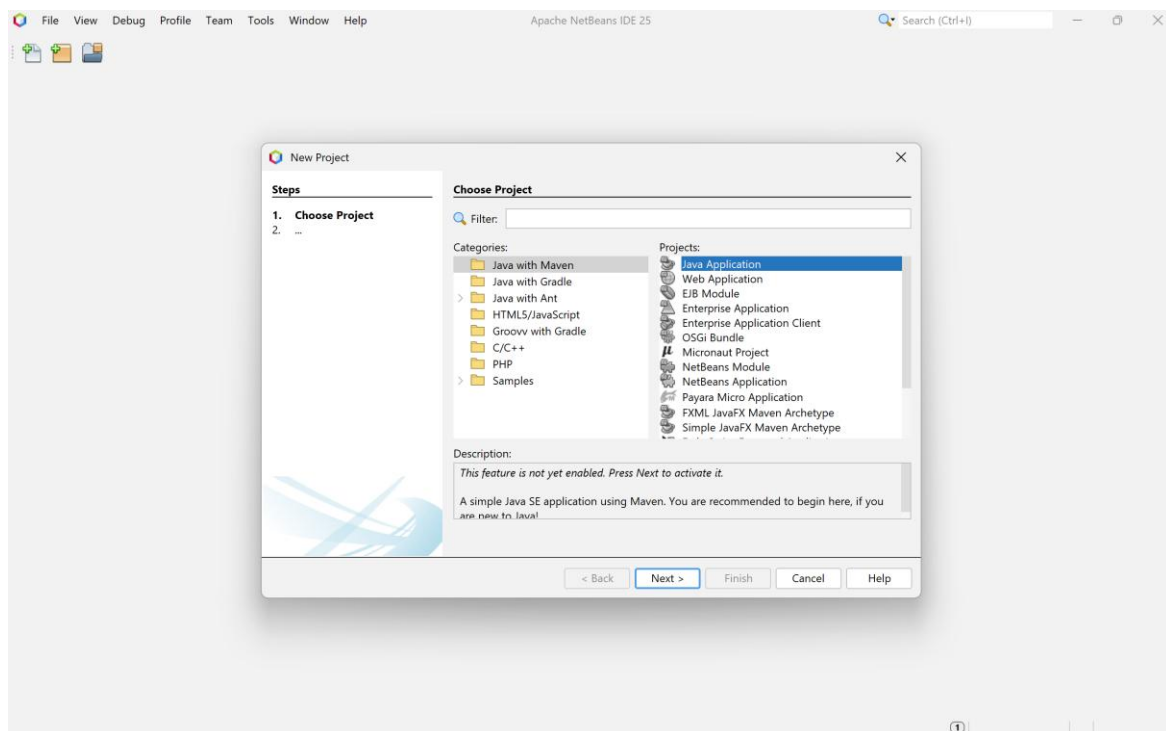 File View Debug Profile Team Tools Window Help
Apache NetBeans IDE 25
Search (Ctrl+I)
New Project
Steps
1. Choose Project
2. ...
Choose Project
Filter:
Categories:
Java with Maven
Java with Gradle
Java with Ant
HTML5/JavaScript
Groovv with Gradle
C/C++
PHP
Samples
Projects:
Java Application
Web Application
EJB Module
Enterprise Application
Enterprise Application Client
OSGi Bundle
Micronaut Project
NetBeans Module
NetBeans Application
Payara Micro Application
FXML JavaFX Maven Archetype
Simple JavaFX Maven Archetype
Description:
This feature is not yet enabled. Press Next to activate it.
A simple Java SE application using Maven. You are recommended to begin here, if you
are new to Java!
< Back Next > Finish Cancel Help
1